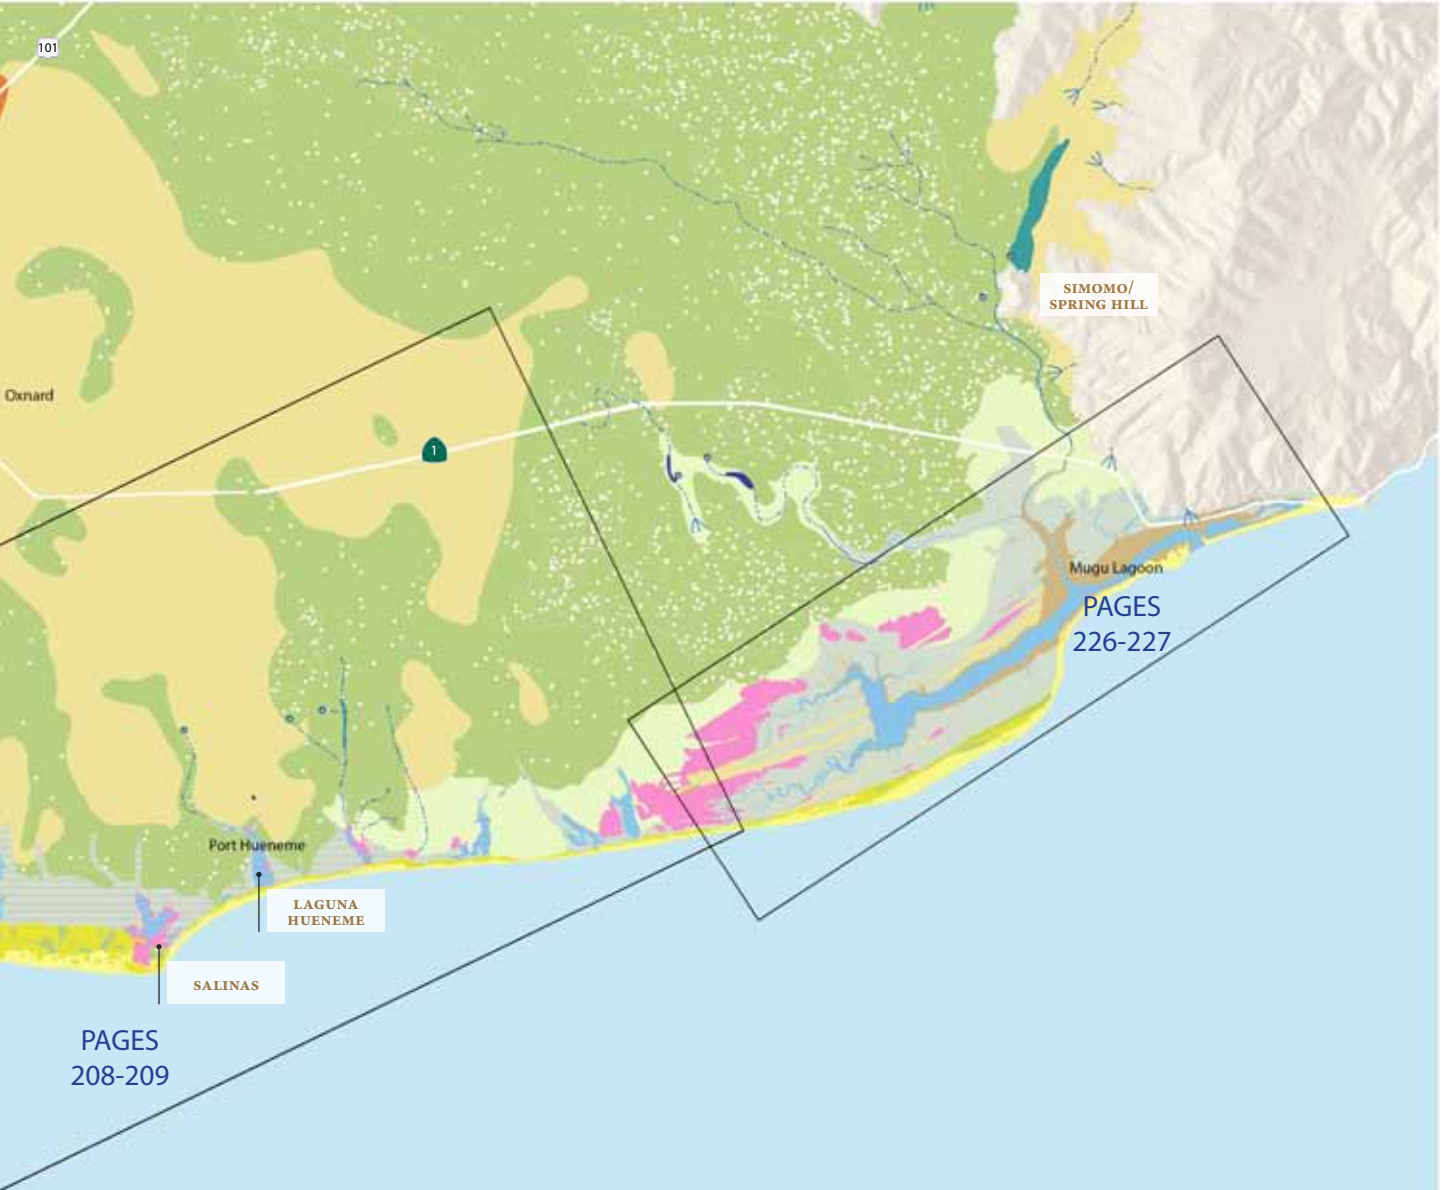 101
SIMOMO/
SPRING HILL
Oxnard
1
Mugu Lagoon
PAGES
226-227
Port Hueneme
LAGUNA
HUENEME
SALINAS
PAGES
208-209